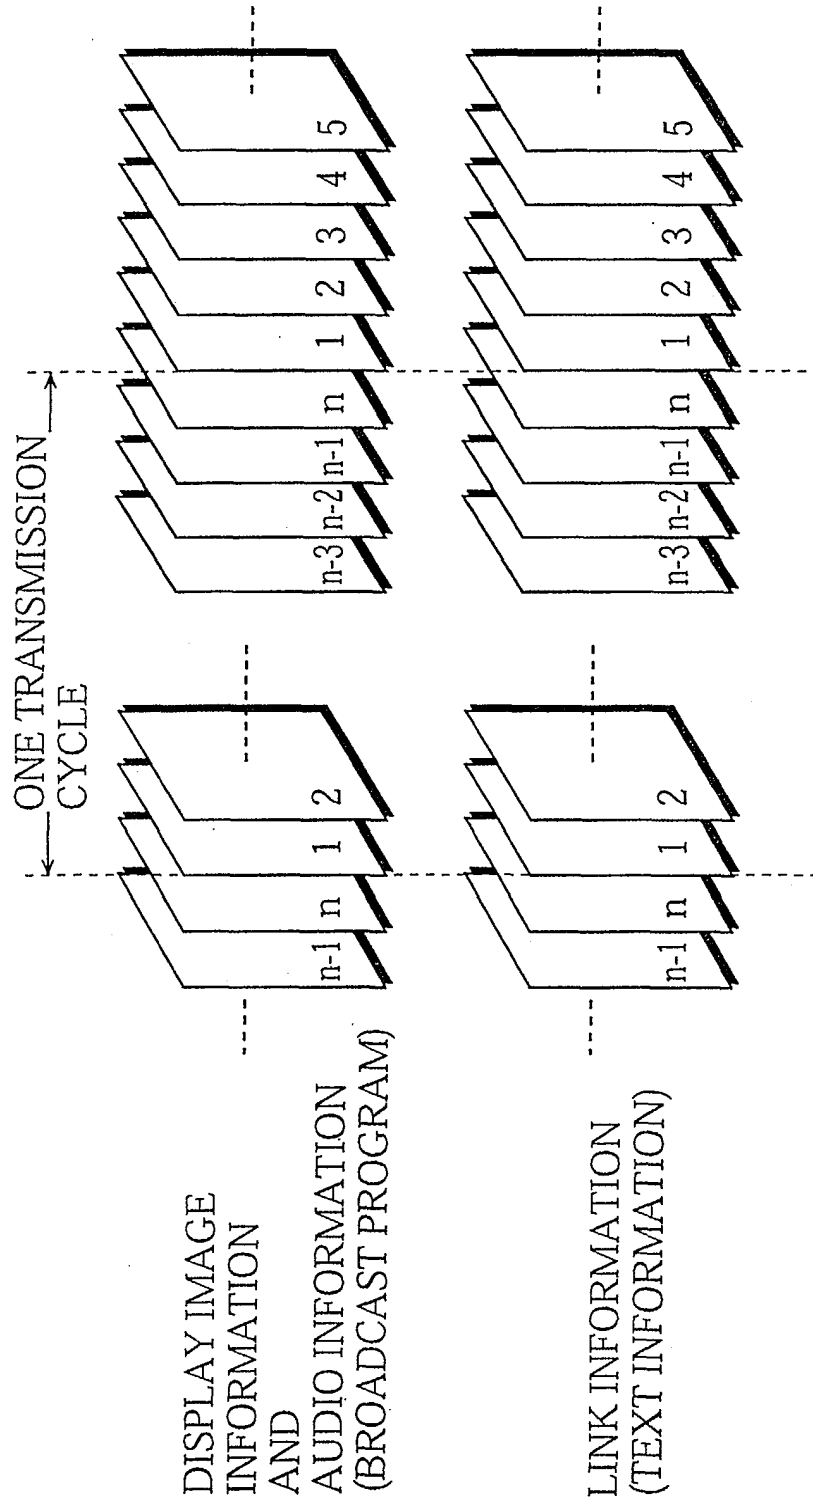 ONE TRANSMISSION
CYCLE
DISPLAY IMAGE
INFORMATION
AND
AUDIO INFORMATION
(BROADCAST PROGRAM)
n-1 n 1 2 n-3 n-2 n-1 n 1 2 3 4 5
LINK INFORMATION
(TEXT INFORMATION)
n-1 n 1 2 n-3 n-2 n-1 n 1 2 3 4 5